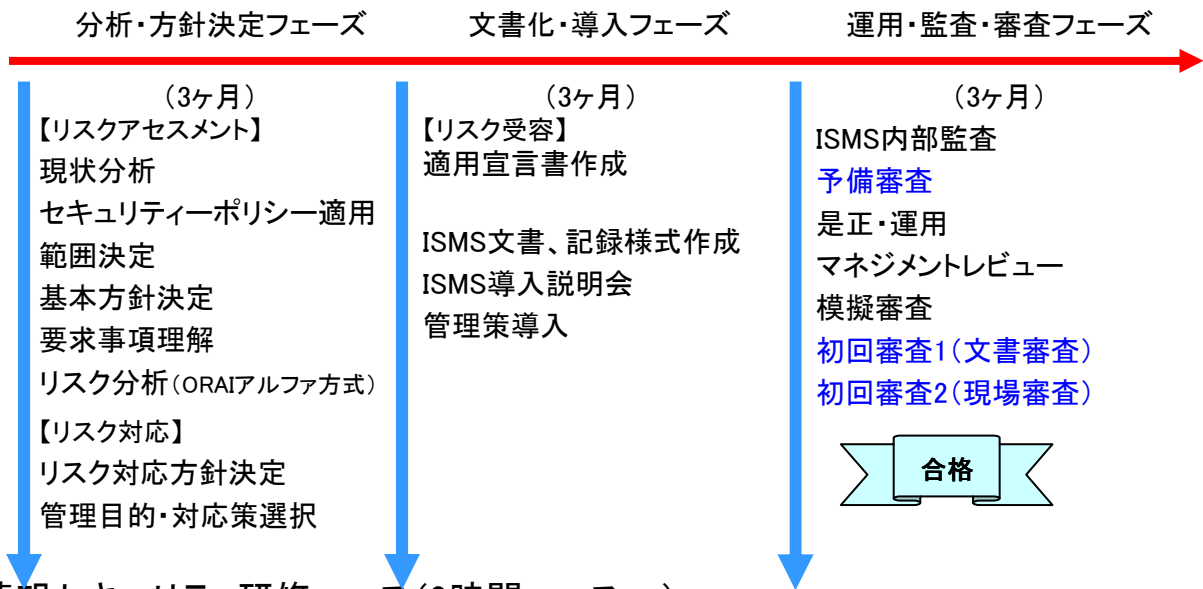 分析・方針決定フェーズ
文書化・導入フェーズ
運用・監査・審査フェーズ
(3ヶ月)
【リスクアセスメント】
現状分析
セキュリティーポリシー適用
範囲決定
基本方針決定
要求事項理解
リスク分析(ORAIアルファ方式)
【リスク対応】
リスク対応方針決定
管理目的・対応策選択
(3ヶ月)
【リスク受容】
適用宣言書作成
ISMS文書、記録様式作成
ISMS導入説明会
管理策導入
(3ヶ月)
ISMS内部監査
予備審査
是正・運用
マネジメントレビュー
模擬審査
初回審査1(文書審査)
初回審査2(現場審査)
合格